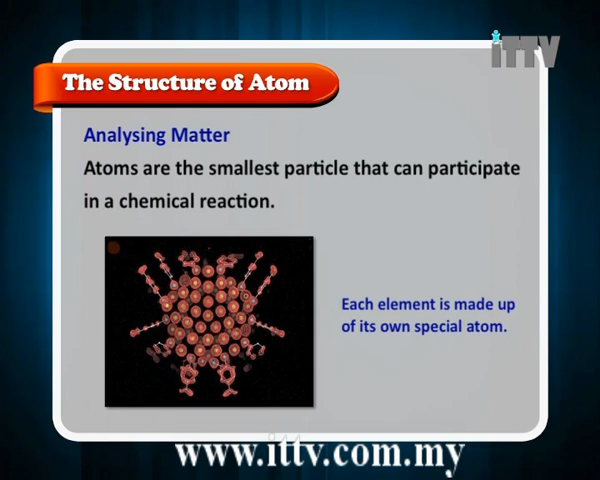 iTTV
The Structure of Atom
Analysing Matter
Atoms are the smallest particle that can participate
in a chemical reaction.
Each element is made up
of its own special atom.
www.ittv.com.my